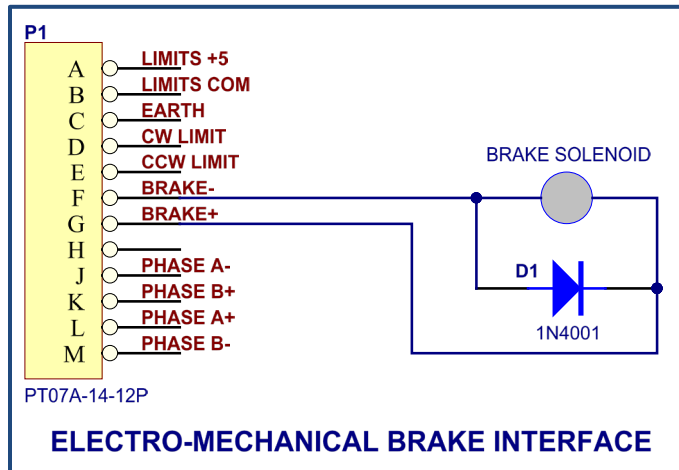 P1
A LIMITS +5
B LIMITS COM
C EARTH
D CW LIMIT
E CCW LIMIT
F BRAKE-
G BRAKE+
H
J PHASE A-
K PHASE B+
L PHASE A+
M PHASE B-
PT07A-14-12P
BRAKE SOLENOID
D1
1N4001
ELECTRO-MECHANICAL BRAKE INTERFACE